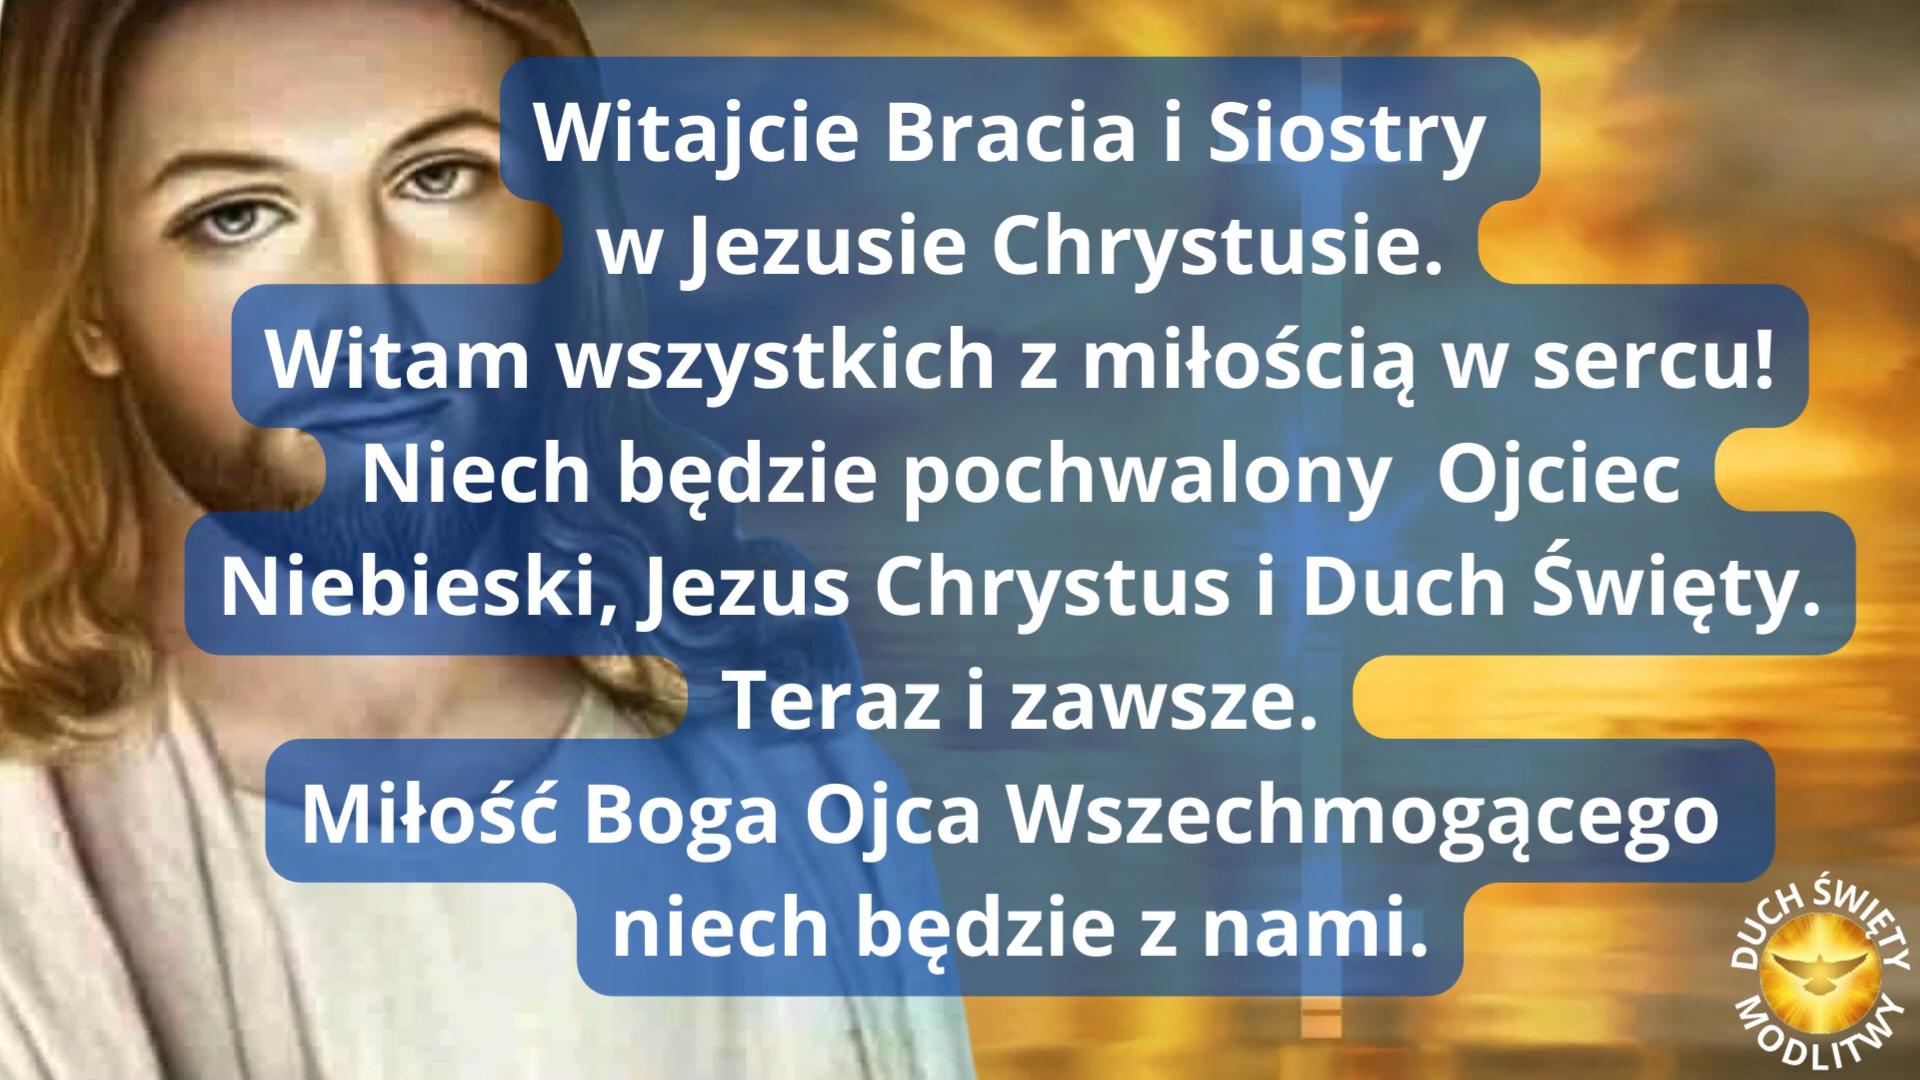 Witajcie Bracia i Siostry
w Jezusie Chrystusie.
Witam wszystkich z miłością w sercu!
Niech będzie pochwalony Ojciec
Niebieski, Jezus Chrystus i Duch Święty.
Teraz i zawsze.
Miłość Boga Ojca Wszechmogącego
niech będzie z nami.
DUCH ŚWIĘTY
MODLITWY